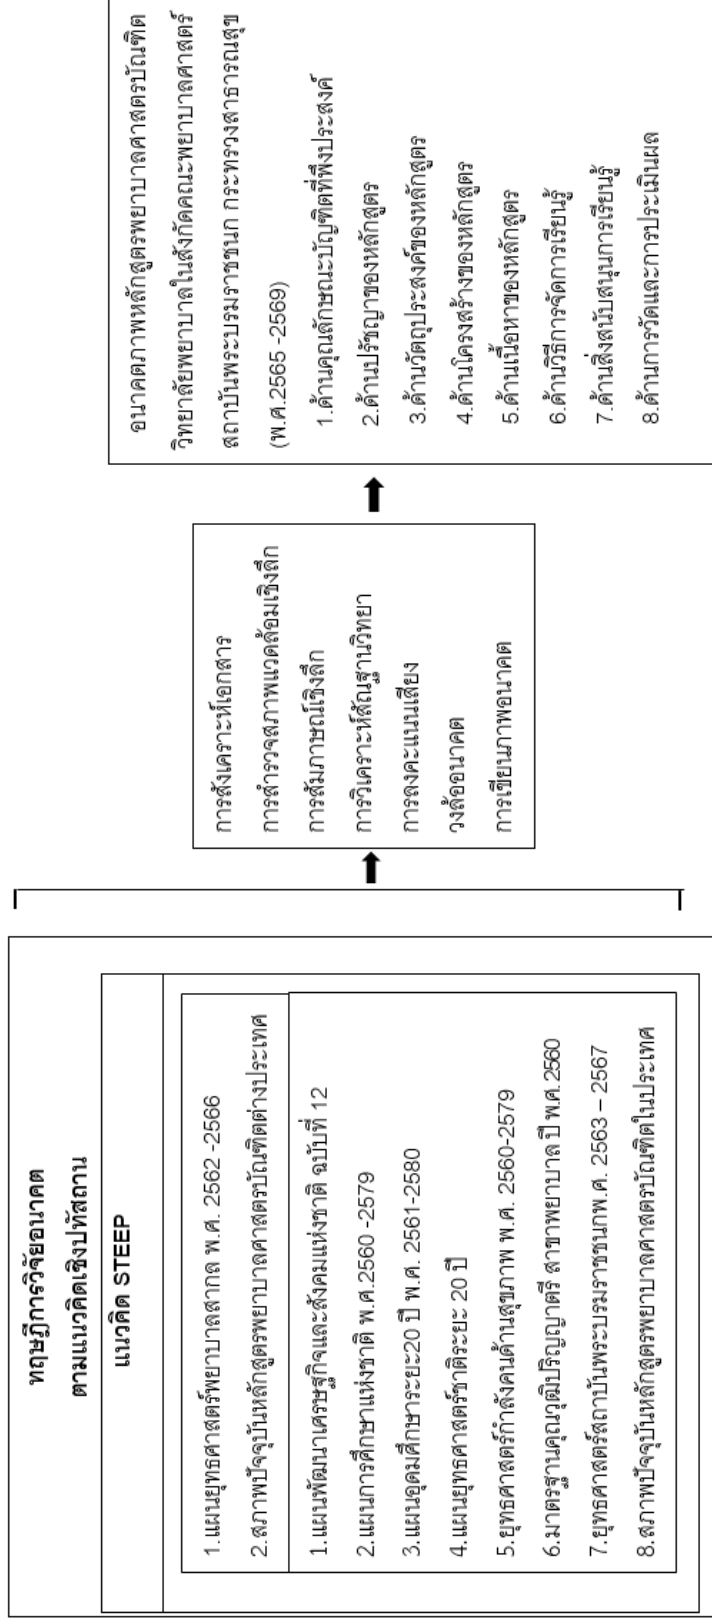 ทฤษฎีการวิจัยอนาคต
ตามแนวคิดเชิงปทัสถาน
แนวคิด STEEP
1.แผนยุทธศาสตร์พยาบาลสากล พ.ศ. 2562 -2566
2.สภาพปัจจุบันหลักสูตรพยาบาลศาสตรบัณฑิตต่างประเทศ
1.แผนพัฒนาเศรษฐกิจและสังคมแห่งชาติ ฉบับที่ 12
2.แผนการศึกษาแห่งชาติ พ.ศ.2560 -2579
3.แผนอุดมศึกษาระยะ20 ปี พ.ศ. 2561-2580
4.แผนยุทธศาสตร์ชาติระยะ 20 ปี
5.ยุทธศาสตร์กำลังคนด้านสุขภาพ พ.ศ. 2560-2579
6.มาตรฐานคุณวุฒิปริญญาตรี สาขาพยาบาล ปี พ.ศ.2560
7.ยุทธศาสตร์สถาบันพระบรมราชชนกพ.ศ. 2563 – 2567
8.สภาพปัจจุบันหลักสูตรพยาบาลศาสตรบัณฑิตในประเทศ
การสังเคราะห์เอกสาร
การสำรวจสภาพแวดล้อมเชิงลึก
การสัมภาษณ์เชิงลึก
การวิเคราะห์สัณฐานวิทยา
การลงคะแนนเสียง
วงล้ออนาคต
การเขียนภาพอนาคต
อนาคตภาพหลักสูตรพยาบาลศาสตรบัณฑิต
วิทยาลัยพยาบาลในสังกัดคณะพยาบาลศาสตร์
สถาบันพระบรมราชชนก กระทรวงสาธารณสุข
(พ.ศ.2565 -2569)
1.ด้านคุณลักษณะบัญฑิตที่พึงประสงค์
2.ด้านปรัชญาของหลักสูตร
3.ด้านวัตถุประสงค์ของหลักสูตร
4.ด้านโครงสร้างของหลักสูตร
5.ด้านเนื้อหาของหลักสูตร
6.ด้านวิธีการจัดการเรียนรู้
7.ด้านสิ่งสนับสนุนการเรียนรู้
8.ด้านการวัดและการประเมินผล